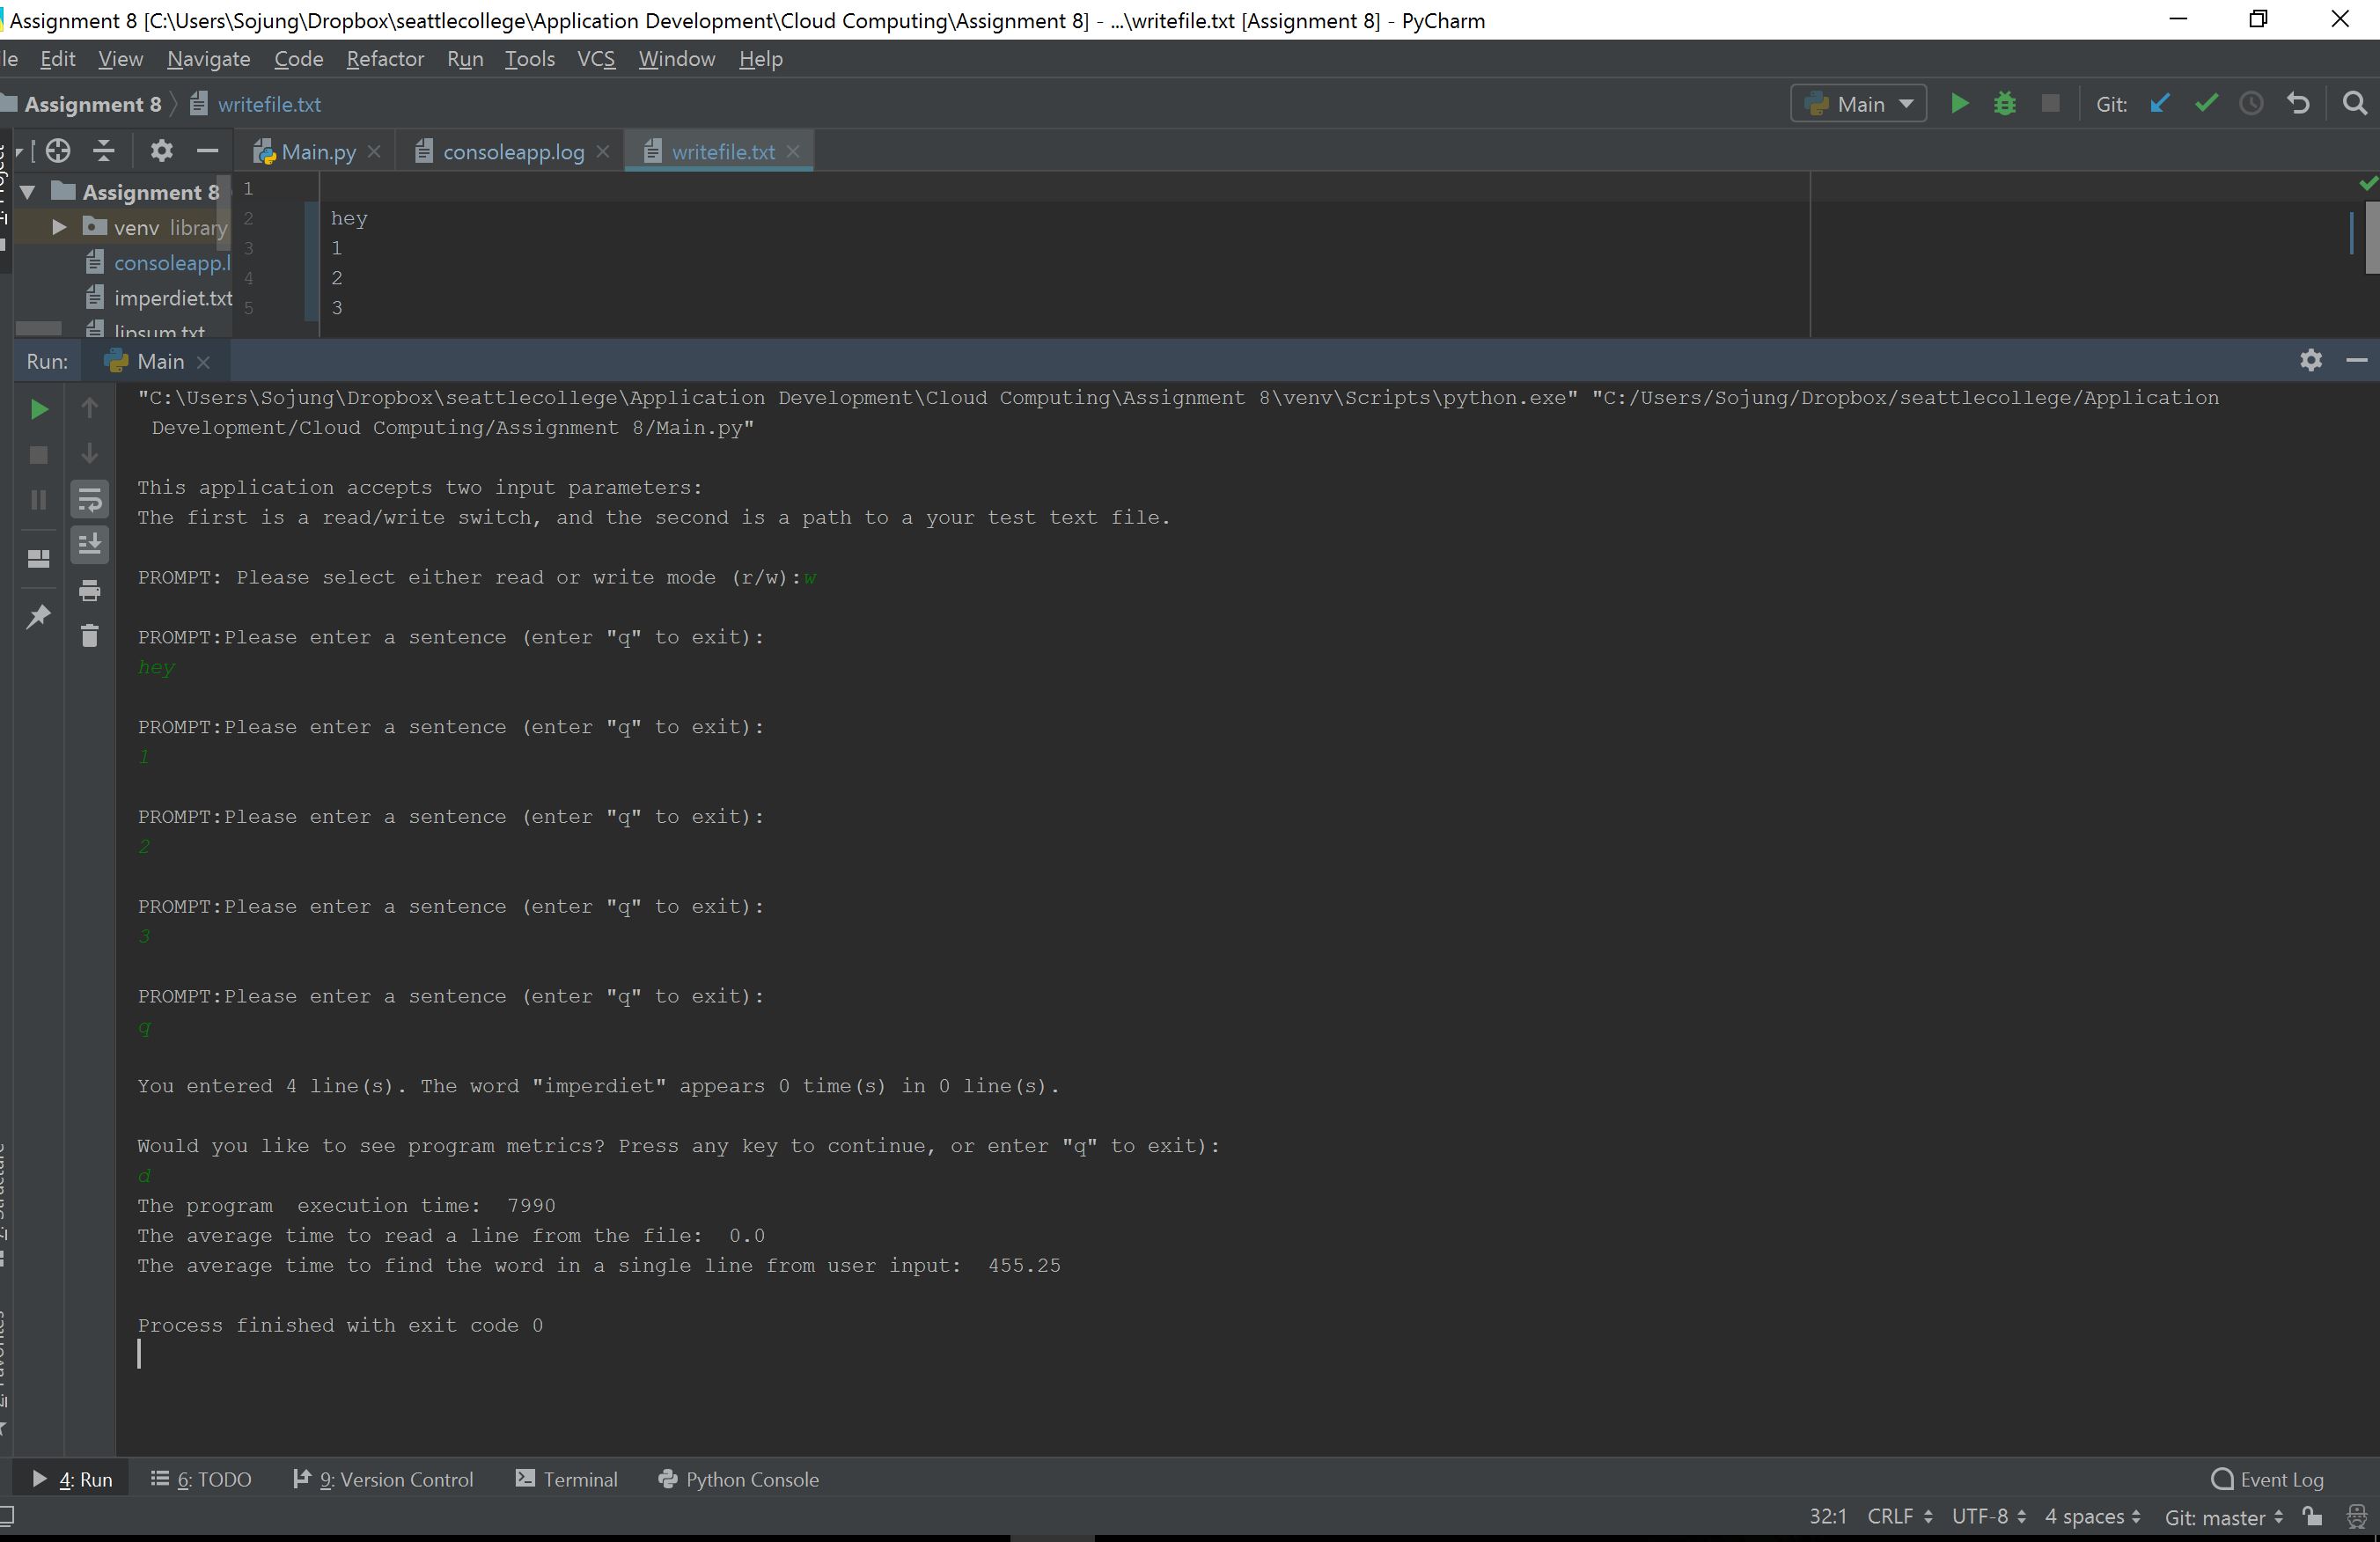 Assignment 8 [C:\Users\Sojung\Dropbox\seattlecollege\Application Development\Cloud Computing\Assignment 8] - ...\writefile.txt [Assignment 8] - PyCharm
Edit View Navigate Code Refactor Run Tools VCS Window Help
Assignment 8 writefile.txt Main Git:
Main.py consoleapp.log writefile.txt
Assignment 8
venv library
consoleapp.l
imperdiet.txt
lipsum.txt
1
2 hey
3 1
4 2
5 3
Run: Main
"C:\Users\Sojung\Dropbox\seattlecollege\Application Development\Cloud Computing\Assignment 8\venv\Scripts\python.exe" "C:/Users/Sojung/Dropbox/seattlecollege/Application
Development/Cloud Computing/Assignment 8/Main.py"
This application accepts two input parameters:
The first is a read/write switch, and the second is a path to a your test text file.
PROMPT: Please select either read or write mode (r/w):w
PROMPT:Please enter a sentence (enter "q" to exit):
hey
PROMPT:Please enter a sentence (enter "q" to exit):
1
PROMPT:Please enter a sentence (enter "q" to exit):
2
PROMPT:Please enter a sentence (enter "q" to exit):
3
PROMPT:Please enter a sentence (enter "q" to exit):
q
You entered 4 line(s). The word "imperdiet" appears 0 time(s) in 0 line(s).
Would you like to see program metrics? Press any key to continue, or enter "q" to exit):
d
The program  execution time:  7990
The average time to read a line from the file:  0.0
The average time to find the word in a single line from user input:  455.25
Process finished with exit code 0
4: Run 6: TODO 9: Version Control Terminal Python Console Event Log
32:1 CRLF UTF-8 4 spaces Git: master